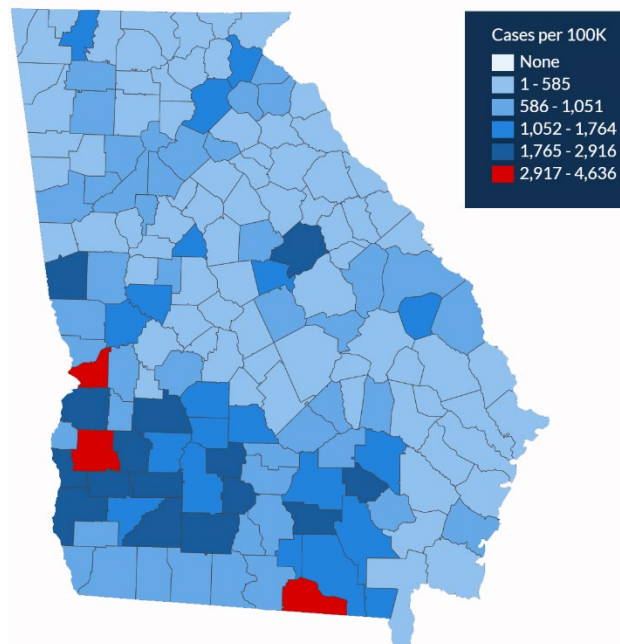 Cases per 100K
None
1 - 585
586 - 1,051
1,052 - 1,764
1,765 - 2,916
2,917 - 4,636